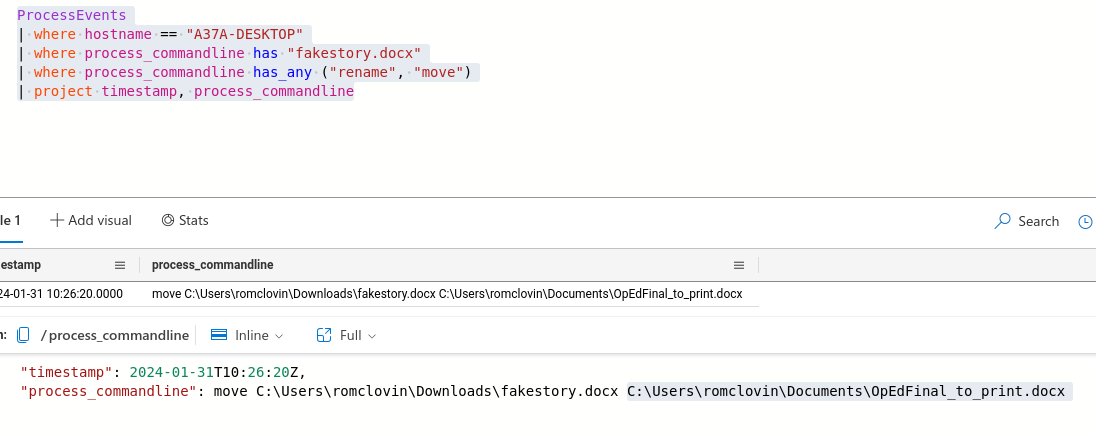 ProcessEvents
| where hostname == "A37A-DESKTOP"
| where process_commandline has "fakestory.docx"
| where process_commandline has_any ("rename", "move")
| project timestamp, process_commandline
le 1 Add visual Stats Search
estamp process_commandline
24-01-31 10:26:20.0000 move C:\Users\romclovin\Downloads\fakestory.docx C:\Users\romclovin\Documents\OpEdFinal_to_print.docx
n: /process_commandline Inline Full
"timestamp": 2024-01-31T10:26:20Z,
"process_commandline": move C:\Users\romclovin\Downloads\fakestory.docx C:\Users\romclovin\Documents\OpEdFinal_to_print.docx